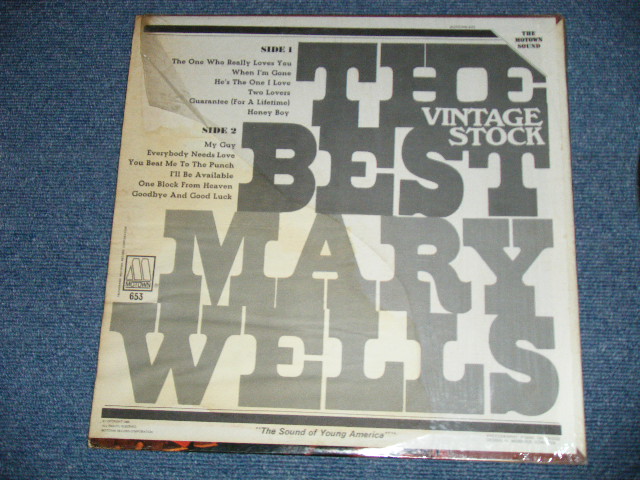 THE
MOTOWN
SOUND
SIDE 1
The One Who Really Loves You
When I'm Gone
He's The One I Love
Two Lovers
Guarantee (For A Lifetime)
Honey Boy
SIDE 2
My Guy
Everybody Needs Love
You Beat Me To The Punch
I'll Be Available
One Block From Heaven
Goodbye And Good Luck
THE
VINTAGE
STOCK
BEST
MARY
WELLS
M
MOTOWN
®
653
"The Sound of Young America"